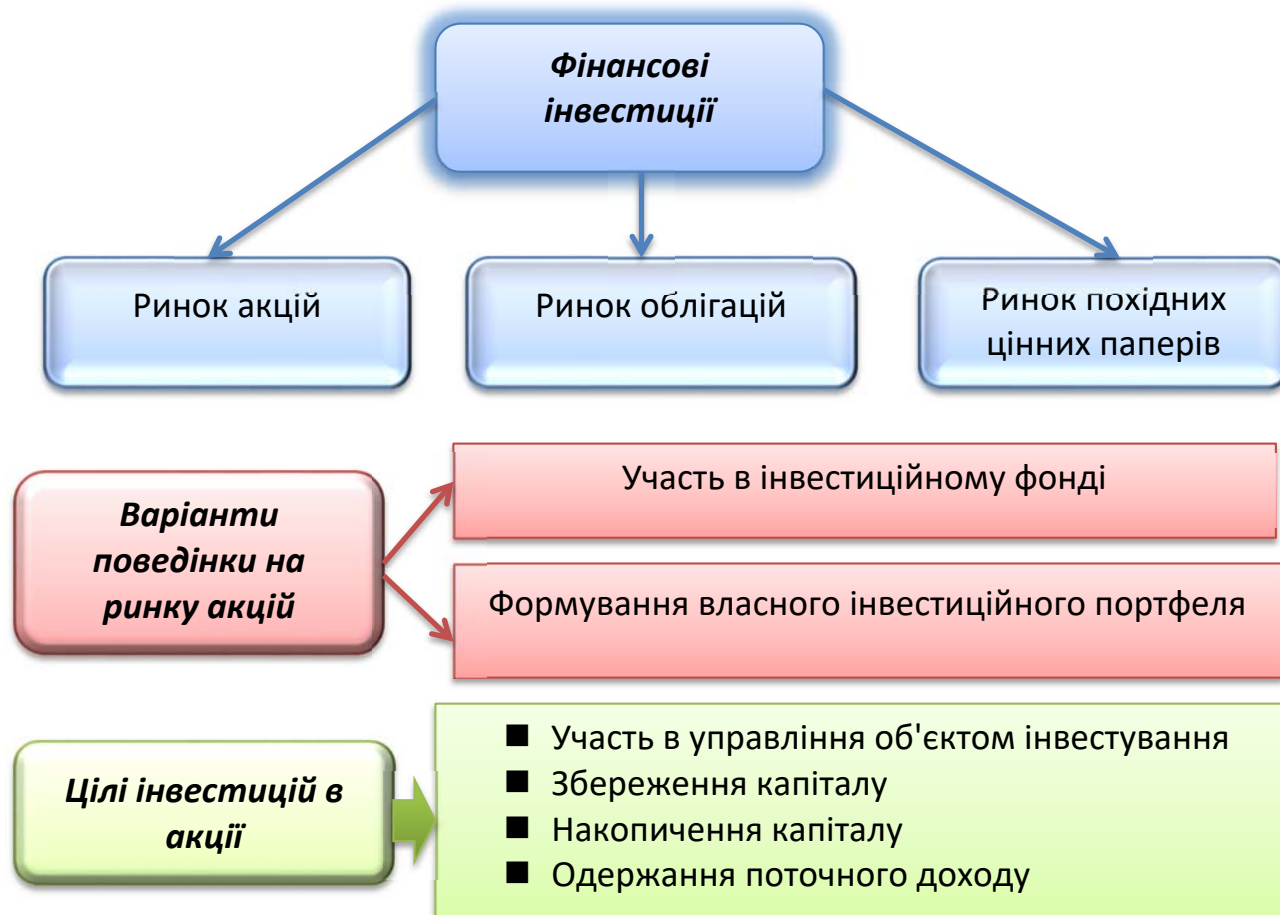 Фінансові
інвестиції
Ринок акцій
Ринок облігацій
Ринок похідних
цінних паперів
Варіанти
поведінки на
ринку акцій
Участь в інвестиційному фонді
Формування власного інвестиційного портфеля
Цілі інвестицій в
акції
Участь в управління об'єктом інвестування
Збереження капіталу
Накопичення капіталу
Одержання поточного доходу